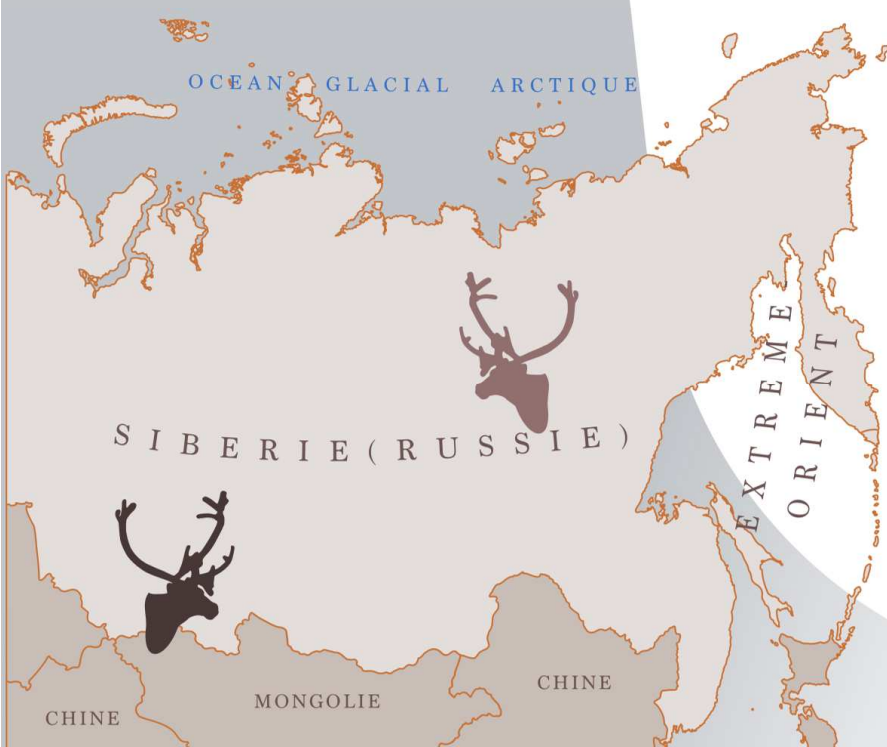 OCEAN GLACIAL ARCTIQUE
EXTREME
ORIENT
SIBERIE (RUSSIE)
CHINE
MONGOLIE
CHINE